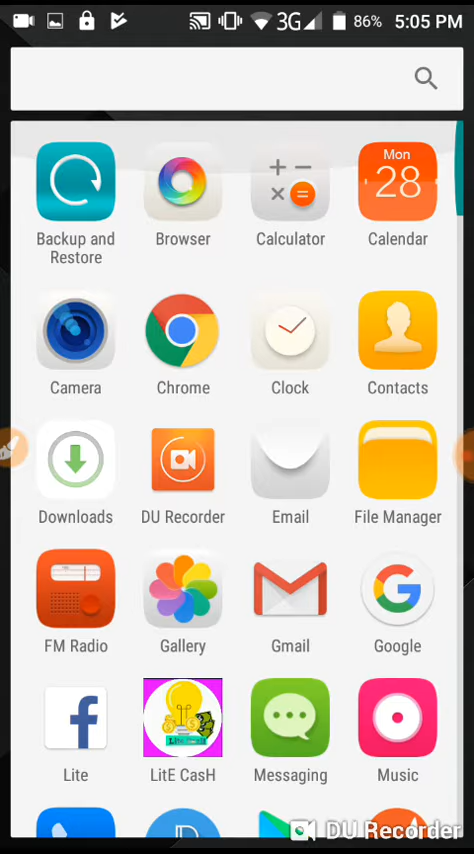 3G 86% 5:05 PM
Mon
28
Backup and
Restore
Browser
Calculator
Calendar
Camera
Chrome
Clock
Contacts
Downloads
DU Recorder
Email
File Manager
FM Radio
Gallery
Gmail
Google
Lite
LitE CasH
Messaging
Music
DU Recorder